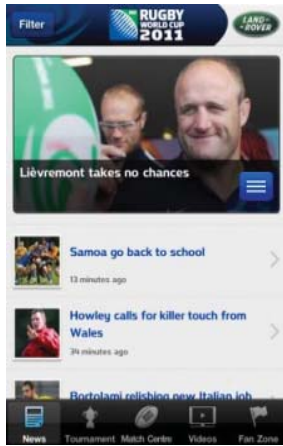 Filter
RUGBY
WORLD CUP
2011
LAND-
-ROVER
Lièvremont takes no chances
Samoa go back to school
13 minutes ago
Howley calls for killer touch from
Wales
34 minutes ago
Bortolami relishing new Italian job
News Tournament Match Centre Videos Fan Zone